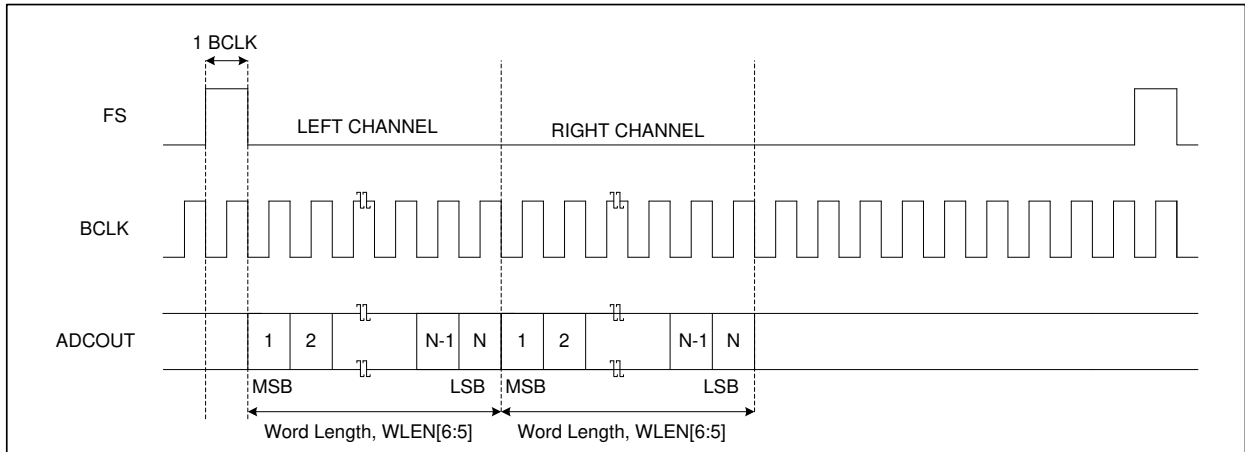 1 BCLK
FS
LEFT CHANNEL
RIGHT CHANNEL
BCLK
ADCOUT
1 2 N-1 N 1 2 N-1 N
MSB LSB MSB LSB
Word Length, WLEN[6:5] Word Length, WLEN[6:5]